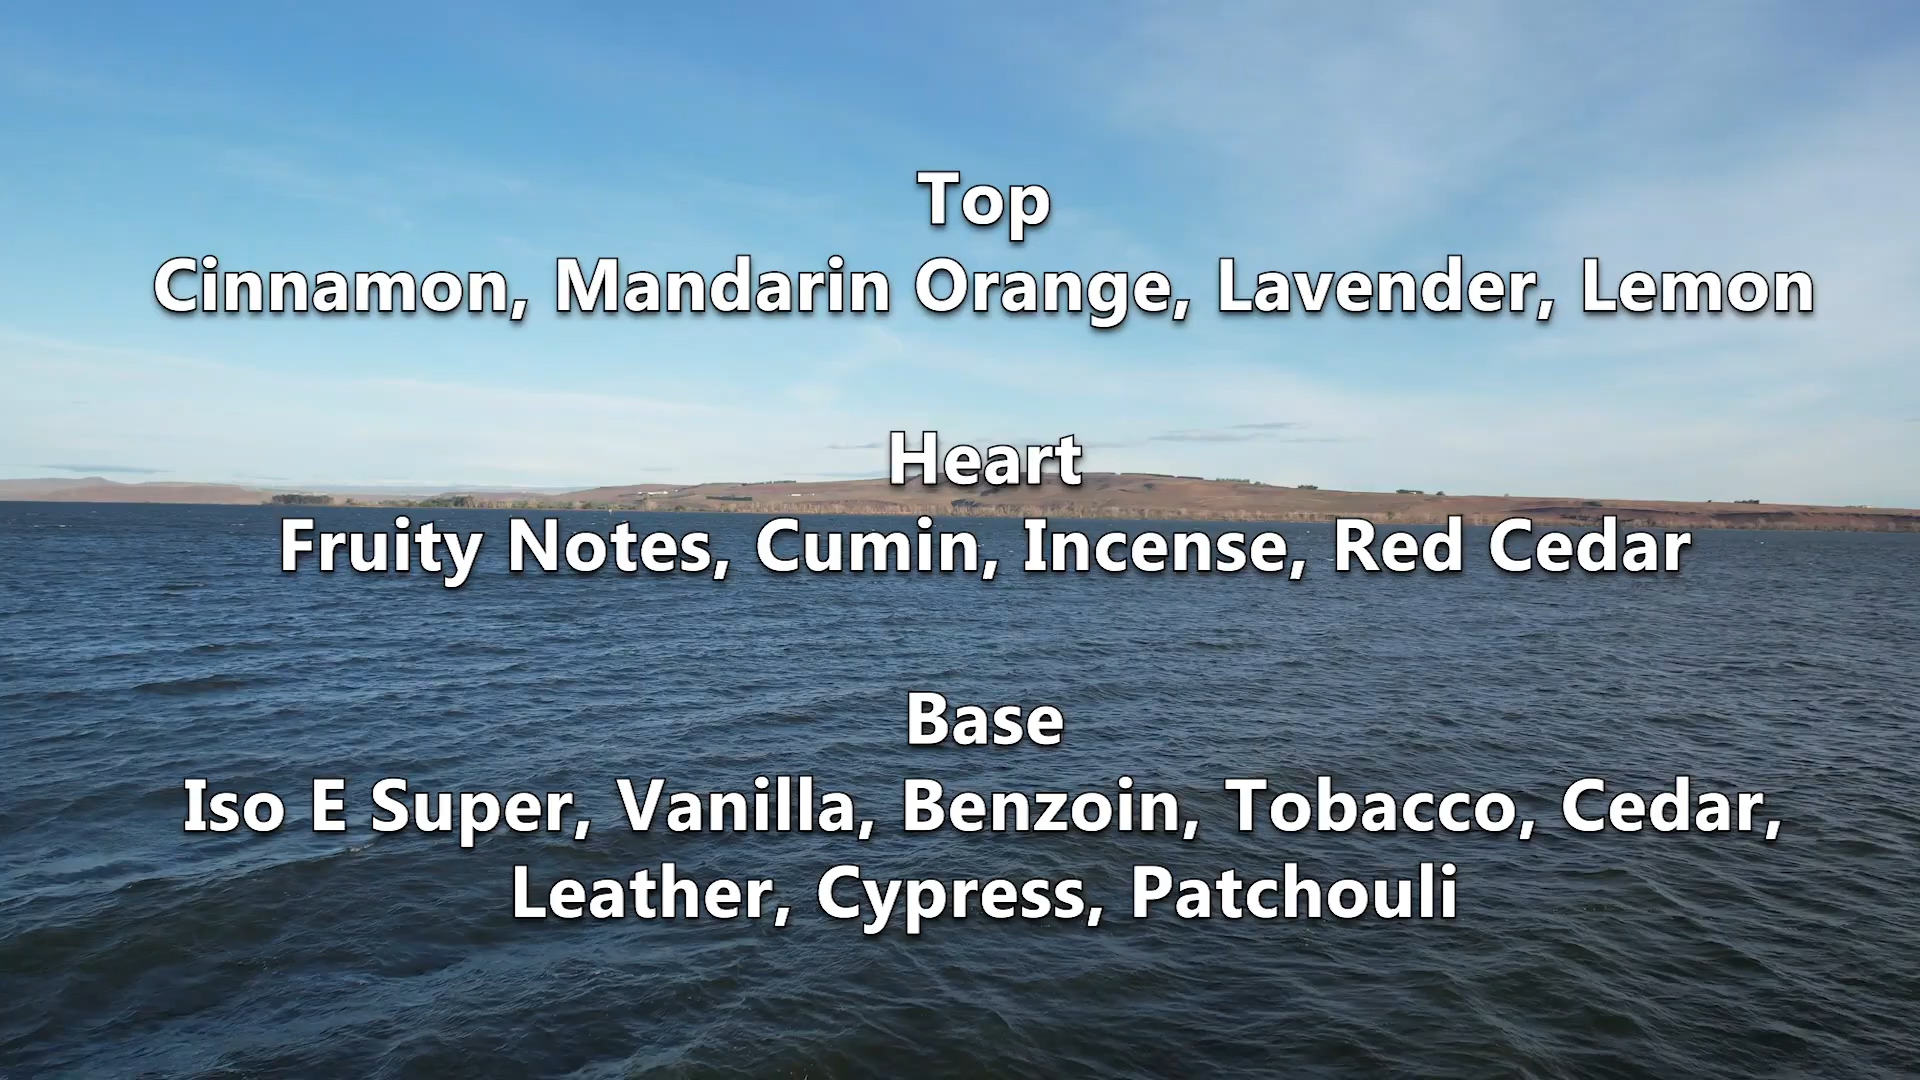 Top
Cinnamon, Mandarin Orange, Lavender, Lemon
Heart
Fruity Notes, Cumin, Incense, Red Cedar
Base
Iso E Super, Vanilla, Benzoin, Tobacco, Cedar,
Leather, Cypress, Patchouli